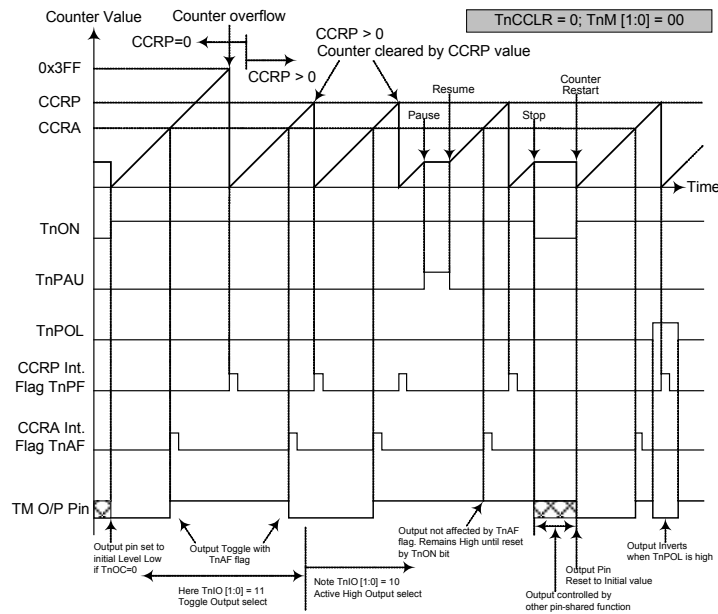 Counter Value
Counter overflow
TnCCLR = 0; TnM [1:0] = 00
CCRP=0
CCRP > 0
CCRP > 0
Counter cleared by CCRP value
0x3FF
CCRP
CCRA
Pause
Resume
Stop
Counter
Restart
Time
TnON
TnPAU
TnPOL
CCRP Int.
Flag TnPF
CCRA Int.
Flag TnAF
TM O/P Pin
Output pin set to
initial Level Low
if TnOC=0
Output Toggle with
TnAF flag
Output not affected by TnAF
flag. Remains High until reset
by TnON bit
Output Inverts
when TnPOL is high
Output Pin
Reset to Initial value
Here TnIO [1:0] = 11
Toggle Output select
Note TnIO [1:0] = 10
Active High Output select
Output controlled by
other pin-shared function